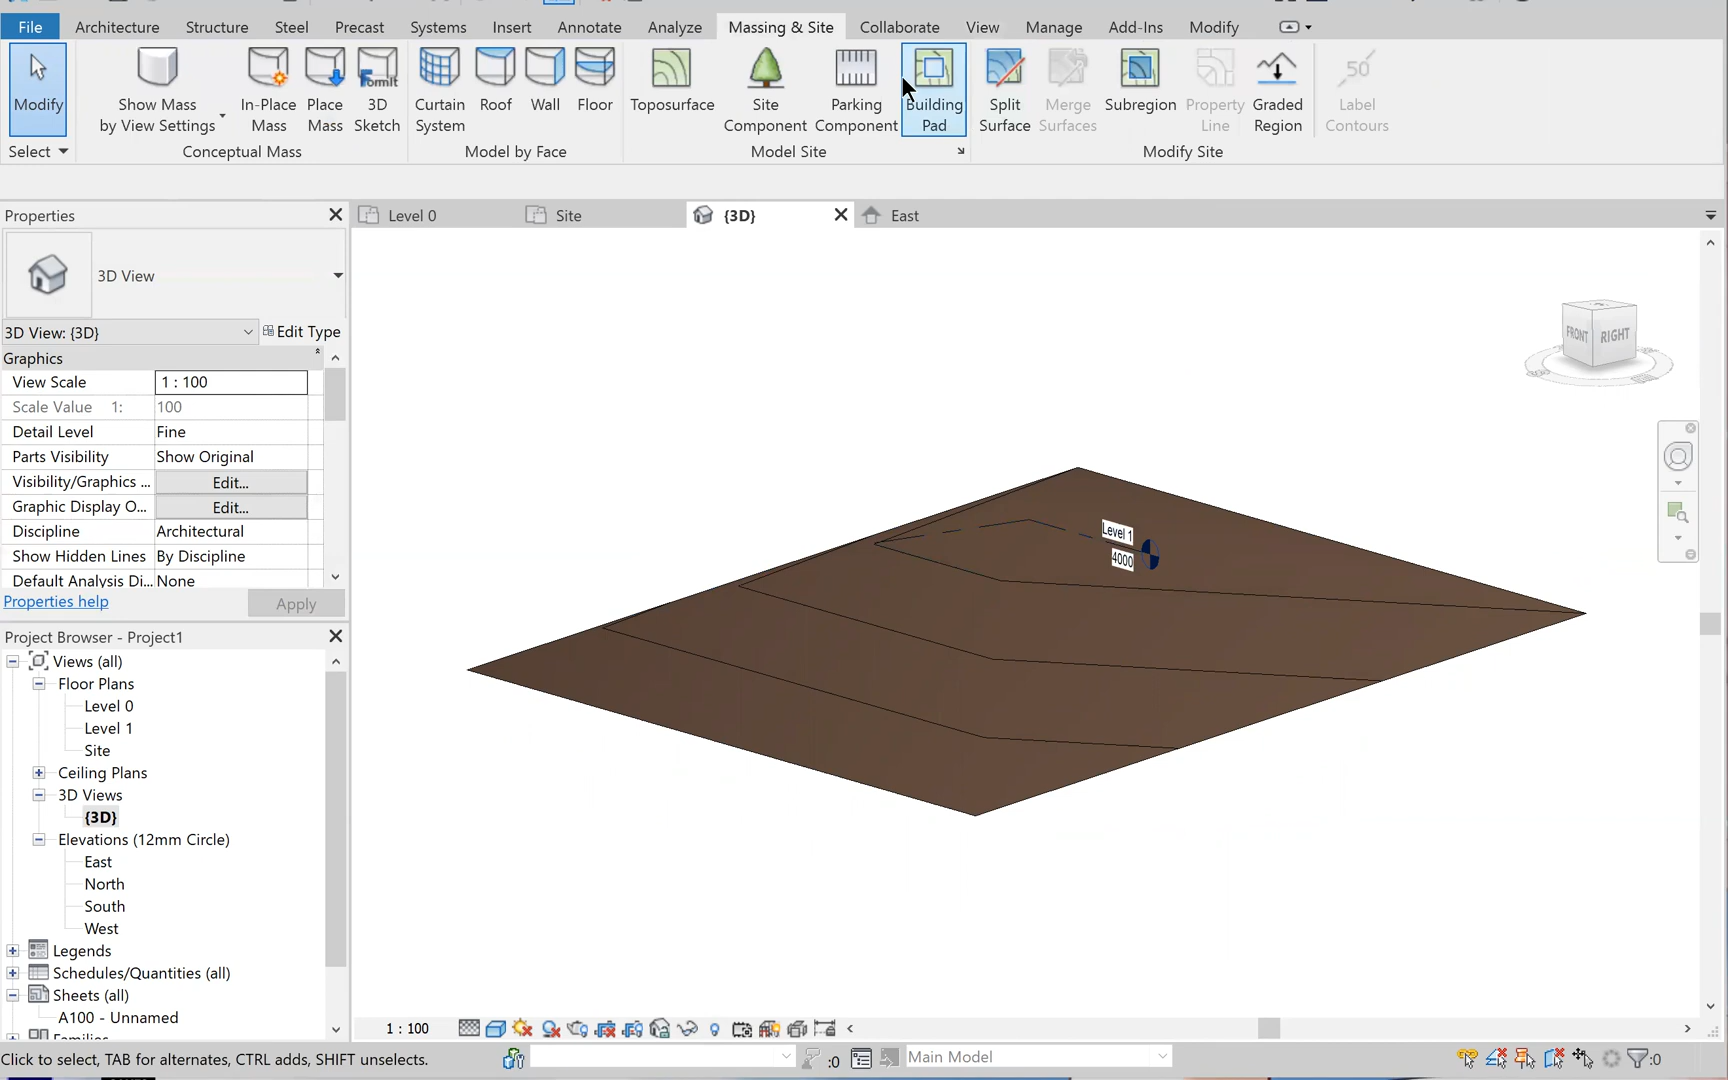 File Architecture Structure Steel Precast Systems Insert Annotate Analyze Massing & Site Collaborate View Manage Add-Ins Modify
Modify
Show Mass
by View Settings
In-Place
Mass
Place
Mass
FormIt
3D
Sketch
Curtain
System
Roof
Wall
Floor
Toposurface
Site
Component
Parking
Component
Building
Pad
Split
Surface
Merge
Surfaces
Subregion
Property
Line
Graded
Region
50
Label
Contours
Select
Conceptual Mass
Model by Face
Model Site
Modify Site
Properties
Level 0
Site
{3D}
East
3D View
3D View: {3D}
Edit Type
Graphics
View Scale 1 : 100
Scale Value 1: 100
Detail Level Fine
Parts Visibility Show Original
Visibility/Graphics ... Edit...
Graphic Display O... Edit...
Discipline Architectural
Show Hidden Lines By Discipline
Default Analysis Di... None
Properties help
Apply
Project Browser - Project1
Views (all)
Floor Plans
Level 0
Level 1
Site
Ceiling Plans
3D Views
{3D}
Elevations (12mm Circle)
East
North
South
West
Legends
Schedules/Quantities (all)
Sheets (all)
A100 - Unnamed
Families
Level 1
4000
FRONT
RIGHT
1 : 100
Click to select, TAB for alternates, CTRL adds, SHIFT unselects.
:0
Main Model
:0